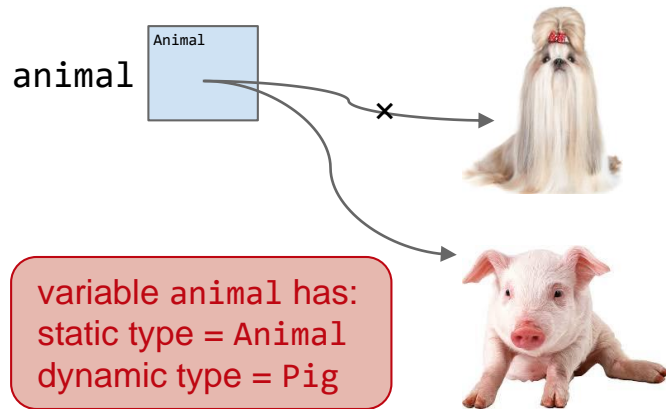 Animal
animal
variable animal has:
static type = Animal
dynamic type = Pig